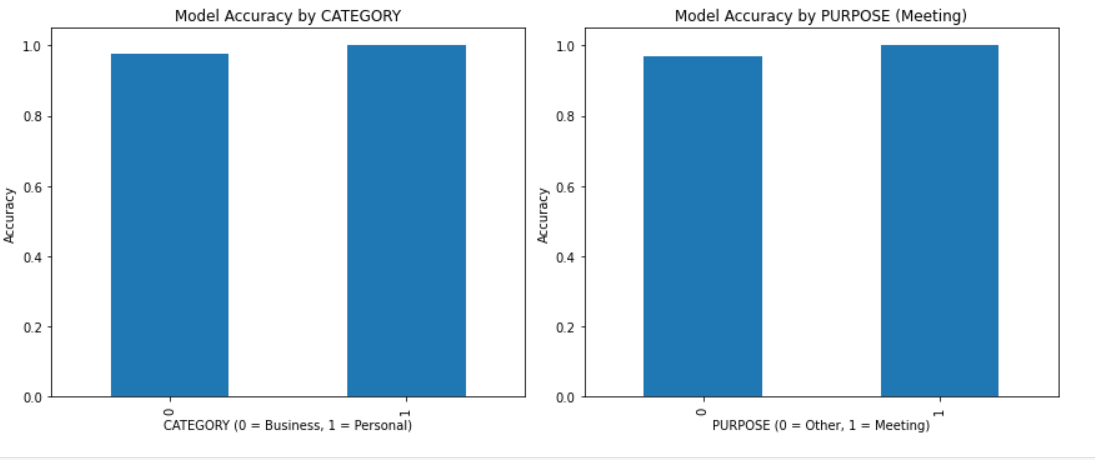 Model Accuracy by CATEGORY
1.0
0.8
0.6
0.4
0.2
0.0
Accuracy
0
1
CATEGORY (0 = Business, 1 = Personal)
Model Accuracy by PURPOSE (Meeting)
1.0
0.8
0.6
0.4
0.2
0.0
Accuracy
0
1
PURPOSE (0 = Other, 1 = Meeting)